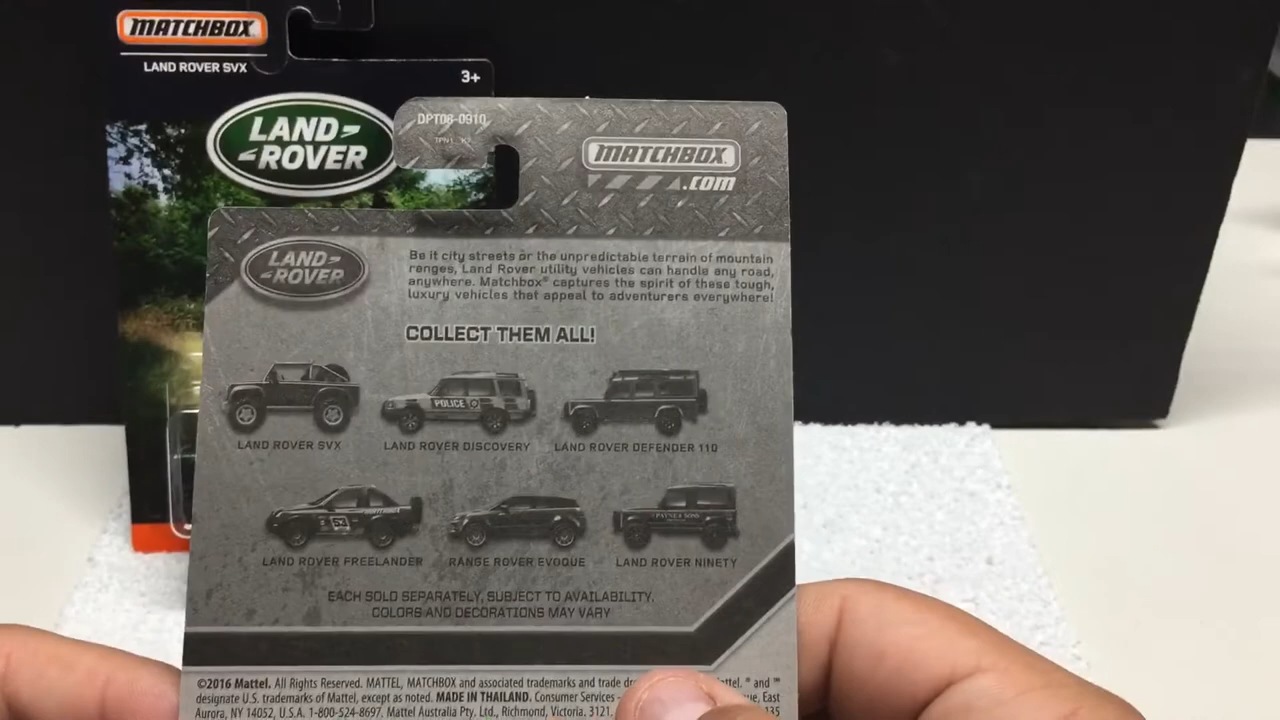 MATCHBOX
LAND ROVER SVX
3+
LAND ROVER
DPT08-0910
MATCHBOX
.com
LAND ROVER
Be it city streets or the unpredictable terrain of mountain
ranges, Land Rover utility vehicles can handle any road,
anywhere. Matchbox® captures the spirit of these tough,
luxury vehicles that appeal to adventurers everywhere!
COLLECT THEM ALL!
POLICE
LAND ROVER SVX
LAND ROVER DISCOVERY
LAND ROVER DEFENDER 110
PAYNE & SONS
LAND ROVER FREELANDER
RANGE ROVER EVOQUE
LAND ROVER NINETY
EACH SOLD SEPARATELY, SUBJECT TO AVAILABILITY.
COLORS AND DECORATIONS MAY VARY
©2016 Mattel. All Rights Reserved. MATTEL, MATCHBOX and associated trademarks and trade ® and ™
designate U.S. trademarks of Mattel, except as noted. MADE IN THAILAND. Consumer Services - East
Aurora, NY 14052, U.S.A. 1-800-524-8697. Mattel Australia Pty. Ltd., Richmond, Victoria. 3121.